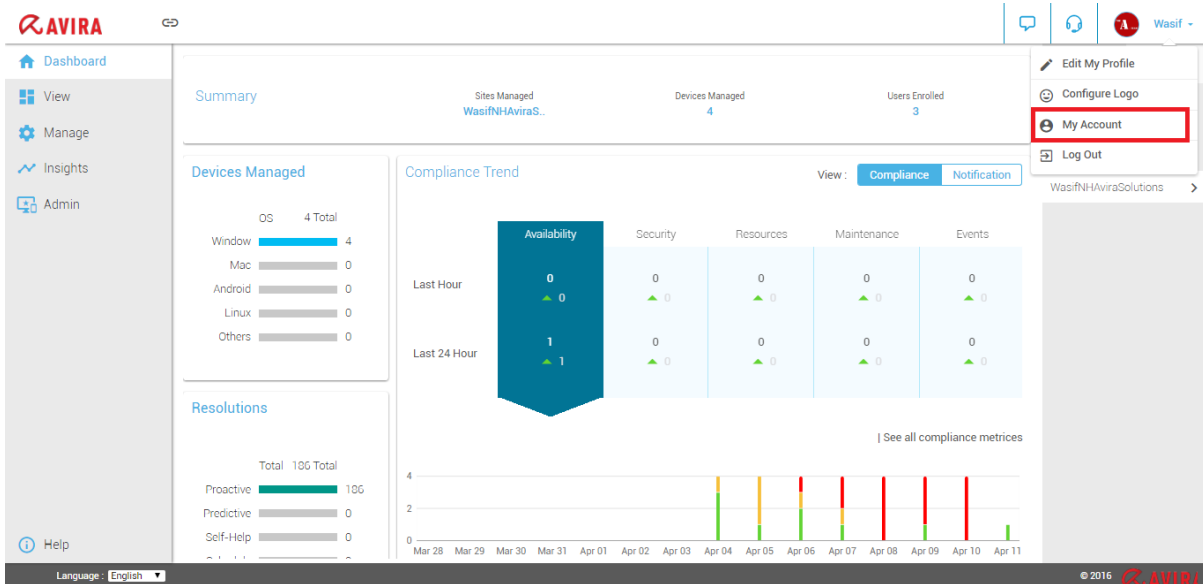 AVIRA
Wasif
Dashboard
View
Manage
Insights
Admin
Help
Edit My Profile
Configure Logo
My Account
Log Out
WasifNHAviraSolutions
Summary
Sites Managed
WasifNHAviraS..
Devices Managed
4
Users Enrolled
3
Devices Managed
OS 4 Total
Window 4
Mac 0
Android 0
Linux 0
Others 0
Resolutions
Total 186 Total
Proactive 186
Predictive 0
Self-Help 0
Compliance Trend
View : Compliance Notification
Availability Security Resources Maintenance Events
Last Hour 0 0 0 0 0
0 0 0 0 0
Last 24 Hour 1 0 0 0 0
1 0 0 0 0
| See all compliance metrices
4
2
0
Mar 28 Mar 29 Mar 30 Mar 31 Apr 01 Apr 02 Apr 03 Apr 04 Apr 05 Apr 06 Apr 07 Apr 08 Apr 09 Apr 10 Apr 11
Language : English
© 2016 AVIRA